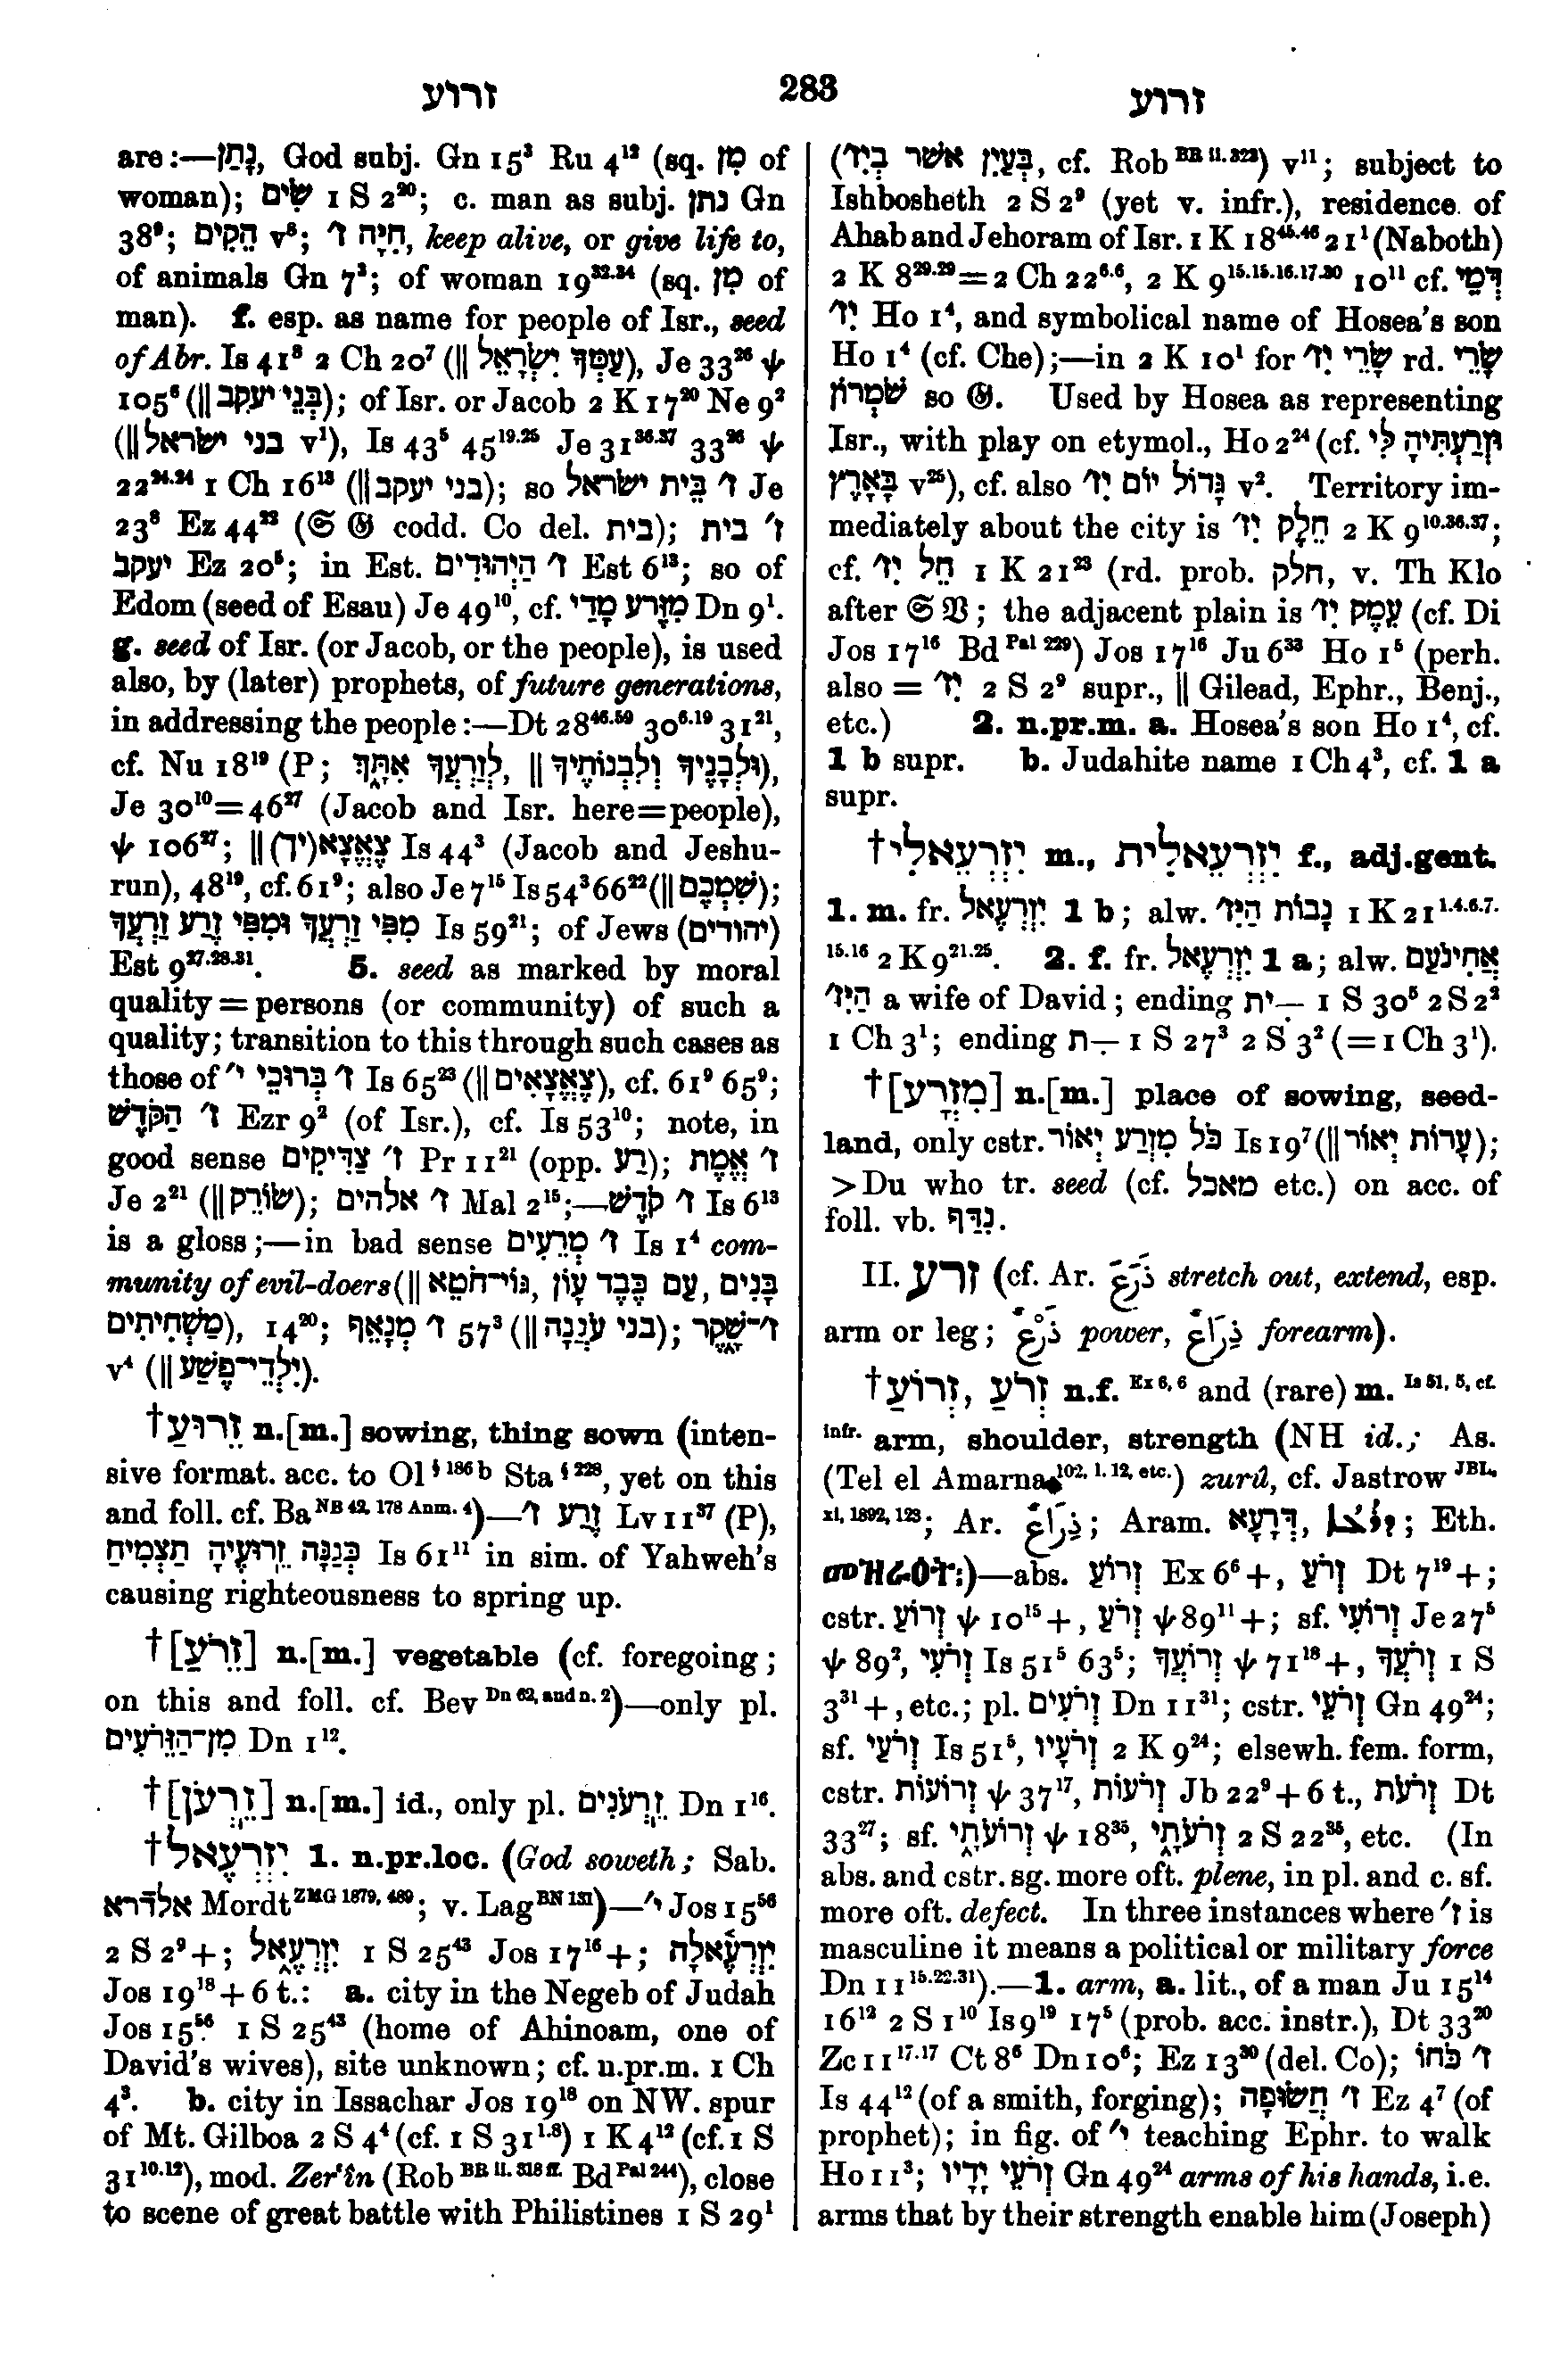 זרוע
283
זרוע
are:—נָתַן, God subj. Gn 15³ Ru 4¹² (sq. מִן of
woman); שִׂים 1 S 2²⁰; c. man as subj. נתן Gn
38⁹; הֵקִים v⁸; חִיָּה ז׳, keep alive, or give life to,
of animals Gn 7³; of woman 19³²·³⁴ (sq. מִן of
man). f. esp. as name for people of Isr., seed
of Abr. Is 41⁸ 2 Ch 20⁷ (‖ עַמְּךָ יִשְׂרָאֵל), Je 33²⁶ ψ
105⁶ (‖ בְּנֵי יעקב); of Isr. or Jacob 2 K 17²⁰ Ne 9²
(‖ בני ישראל v¹), Is 43⁵ 45¹⁹·²⁵ Je 31³⁶·³⁷ 33²⁶ ψ
22²⁴·²⁴ 1 Ch 16¹³ (‖ בני יעקב); so ז׳ בֵּית ישראל Je
23⁸ Ez 44²² (𝔖 𝔊 codd. Co del. בית); ז׳ בית
יעקב Ez 20⁵; in Est. ז׳ הַיְּהוּדִים Est 6¹³; so of
Edom (seed of Esau) Je 49¹⁰, cf. מִזֶּרַע מָדַי Dn 9¹.
g. seed of Isr. (or Jacob, or the people), is used
also, by (later) prophets, of future generations,
in addressing the people:—Dt 28⁴⁶·⁵⁹ 30⁶·¹⁹ 31²¹,
cf. Nu 18¹⁹ (P; לְזַרְעֲךָ אִתָּךְ, ‖ וּלְבָנֶיךָ וְלִבְנוֹתֶיךָ),
Je 30¹⁰=46²⁷ (Jacob and Isr. here=people),
ψ 106²⁷; ‖ צֶאֱצָא(יךָ) Is 44³ (Jacob and Jeshu-
run), 48¹⁹, cf. 61⁹; also Je 7¹⁵ Is 54³ 66²² (‖ שִׁמְכֶם);
מִפִּי זַרְעֲךָ וּמִפִּי זֶרַע זַרְעֲךָ Is 59²¹; of Jews (יהודים)
Est 9²⁷·²⁸·³¹. 5. seed as marked by moral
quality = persons (or community) of such a
quality; transition to this through such cases as
those of ז׳ בְּרוּכֵי י׳ Is 65²³ (‖ צֶאֱצָאִים), cf. 61⁹ 65⁹;
ז׳ הַקֹּדֶשׁ Ezr 9² (of Isr.), cf. Is 53¹⁰; note, in
good sense ז׳ צַדִּיקִים Pr 11²¹ (opp. רַע); ז׳ אֱמֶת
Je 2²¹ (‖ שׂוֹרֵק); ז׳ אלהים Mal 2¹⁵;—ז׳ קֹדֶשׁ Is 6¹³
is a gloss;—in bad sense ז׳ מְרֵעִים Is 1⁴ com-
munity of evil-doers (‖ גּוֹי־חֹטֵא, עַם כֶּבֶד עָוֹן, בָּנִים
מַשְׁחִיתִים), 14²⁰; ז׳ מְנָאֵף 57³ (‖ בני עֹנֲנָה); ז׳־שָׁקֶר
v⁴ (‖ יִלְדֵי־פֶשַׁע).
†זֵרוּעַ n.[m.] sowing, thing sown (inten-
sive format. acc. to Ol § 186 b Sta § 228, yet on this
and foll. cf. Ba NB 42, 178 Anm. 4)—ז׳ זֶרַע Lv 11³⁷ (P),
כְּגַנָּה זֵרוּעֶיהָ תַצְמִיחַ Is 61¹¹ in sim. of Yahweh's
causing righteousness to spring up.
†[זֵרֹעַ] n.[m.] vegetable (cf. foregoing;
on this and foll. cf. Bev Dn 62, and n. 2)—only pl.
מִן־הַזֵּרֹעִים Dn 1¹².
†[זֵרְעֹן] n.[m.] id., only pl. זֵרְעֹנִים Dn 1¹⁶.
†יִזְרְעֶאל 1. n.pr.loc. (God soweth; Sab.
Mordt ZMG 1879, 489; v. Lag BN 131)—י׳ Jos 15⁵⁶
2 S 2⁹+; יִזְרְעֶאל 1 S 25⁴³ Jos 17¹⁶+; יִזְרְעֶאלָה
Jos 19¹⁸+6 t.: a. city in the Negeb of Judah
Jos 15⁵⁶ 1 S 25⁴³ (home of Ahinoam, one of
David's wives), site unknown; cf. n.pr.m. 1 Ch
4³. b. city in Issachar Jos 19¹⁸ on NW. spur
of Mt. Gilboa 2 S 4⁴ (cf. 1 S 31¹·⁸) 1 K 4¹² (cf. 1 S
31¹⁰·¹²), mod. Zer'în (Rob BR ii. 318 ff. Bd Pal 244), close
to scene of great battle with Philistines 1 S 29¹
(בְּעַיִן אשׁר בְּיִז׳, cf. Rob BR ii. 323) v¹¹; subject to
Ishbosheth 2 S 2⁹ (yet v. infr.), residence of
Ahab and Jehoram of Isr. 1 K 18⁴⁵·⁴⁶ 21¹ (Naboth)
2 K 8²⁹·²⁹=2 Ch 22⁶·⁶, 2 K 9¹⁵·¹⁵·¹⁶·¹⁷·³⁰ 10¹¹ cf. דְּמֵי
יִז׳ Ho 1⁴, and symbolical name of Hosea's son
Ho 1⁴ (cf. Che);—in 2 K 10¹ for שָׂרֵי יִז׳ rd. שָׂרֵי
שֹׁמְרוֹן so 𝔊. Used by Hosea as representing
Isr., with play on etymol., Ho 2²⁴ (cf. וּזְרַעְתִּיהָ לִּי
בָּאָרֶץ v²⁵), cf. also גָּדוֹל יוֹם יִז׳ v². Territory im-
mediately about the city is חֵלֶק יִז׳ 2 K 9¹⁰·³⁶·³⁷;
cf. חֵל יִז׳ 1 K 21²³ (rd. prob. חלק, v. Th Klo
after 𝔖 𝔙; the adjacent plain is עֵמֶק יִז׳ (cf. Di
Jos 17¹⁶ Bd Pal 229) Jos 17¹⁶ Ju 6³³ Ho 1⁵ (perh.
also = יִז׳ 2 S 2⁹ supr., ‖ Gilead, Ephr., Benj.,
etc.) 2. n.pr.m. a. Hosea's son Ho 1⁴, cf.
1 b supr. b. Judahite name 1 Ch 4³, cf. 1 a
supr.
†יִזְרְעֵאלִי m., יִזְרְעֵאלִית f., adj.gent.
1. m. fr. יִזְרְעֶאל 1 b; alw. נָבוֹת הַיִּז׳ 1 K 21¹·⁴·⁶·⁷·
¹⁵·¹⁶ 2 K 9²¹·²⁵. 2. f. fr. יִזְרְעֶאל 1 a; alw. אֲחִינֹעַם
הַיִּז׳ a wife of David; ending ־ִית 1 S 30⁵ 2 S 2²
1 Ch 3¹; ending ־ִת 1 S 27³ 2 S 3² (=1 Ch 3¹).
†[מִזְרָע] n.[m.] place of sowing, seed-
land, only cstr. כֹּל מִזְרַע יְאוֹר Is 19⁷ (‖ עָרוֹת יְאוֹר);
>Du who tr. seed (cf. מאכל etc.) on acc. of
foll. vb. נִדַּף.
II. זרע (cf. Ar. ذَرَعَ stretch out, extend, esp.
arm or leg; ذَرْعٌ power, ذِرَاعٌ forearm).
†זְרוֹעַ, זְרֹעַ n.f. Ex 6, 6 and (rare) m. Is 51, 5, cf.
infr. arm, shoulder, strength (NH id.; As.
(Tel el Amarna 102, l. 12, etc.) zurû, cf. Jastrow JBL,
xi, 1892, 123; Ar. ذِرَاعٌ; Aram. דְּרָעָא, ܕܪܳܥܳܐ; Eth.
መዝራዕት፡)—abs. זְרוֹעַ Ex 6⁶+, זְרֹעַ Dt 7¹⁹+;
cstr. זְרוֹעַ ψ 10¹⁵+, זְרֹעַ ψ 89¹¹+; sf. זְרוֹעִי Je 27⁵
ψ 89², זְרֹעִי Is 51⁵ 63⁵; זְרוֹעֲךָ ψ 71¹⁸+, זְרֹעֲךָ 1 S
3³¹+, etc.; pl. זְרֹעִים Dn 11³¹; cstr. זְרֹעֵי Gn 49²⁴;
sf. זְרֹעַי Is 51⁵, זְרֹעָיו 2 K 9²⁴; elsewh. fem. form,
cstr. זְרוֹעוֹת ψ 37¹⁷, זְרֹעוֹת Jb 22⁹+6 t., זְרֹעֹת Dt
33²⁷; sf. זְרוֹעֹתָי ψ 18³⁵, זְרֹעֹתָי 2 S 22³⁵, etc. (In
abs. and cstr. sg. more oft. plene, in pl. and c. sf.
more oft. defect. In three instances where ז׳ is
masculine it means a political or military force
Dn 11¹⁵·²²·³¹).—1. arm, a. lit., of a man Ju 15¹⁴
16¹² 2 S 1¹⁰ Is 9¹⁹ 17⁵ (prob. acc. instr.), Dt 33²⁰
Zc 11¹⁷·¹⁷ Ct 8⁶ Dn 10⁶; Ez 13²⁰ (del. Co); ז׳ כֹּחוֹ
Is 44¹² (of a smith, forging); ז׳ חֲשׂוּפָה Ez 4⁷ (of
prophet); in fig. of י׳ teaching Ephr. to walk
Ho 11³; זְרֹעֵי יָדָיו Gn 49²⁴ arms of his hands, i.e.
arms that by their strength enable him (Joseph)